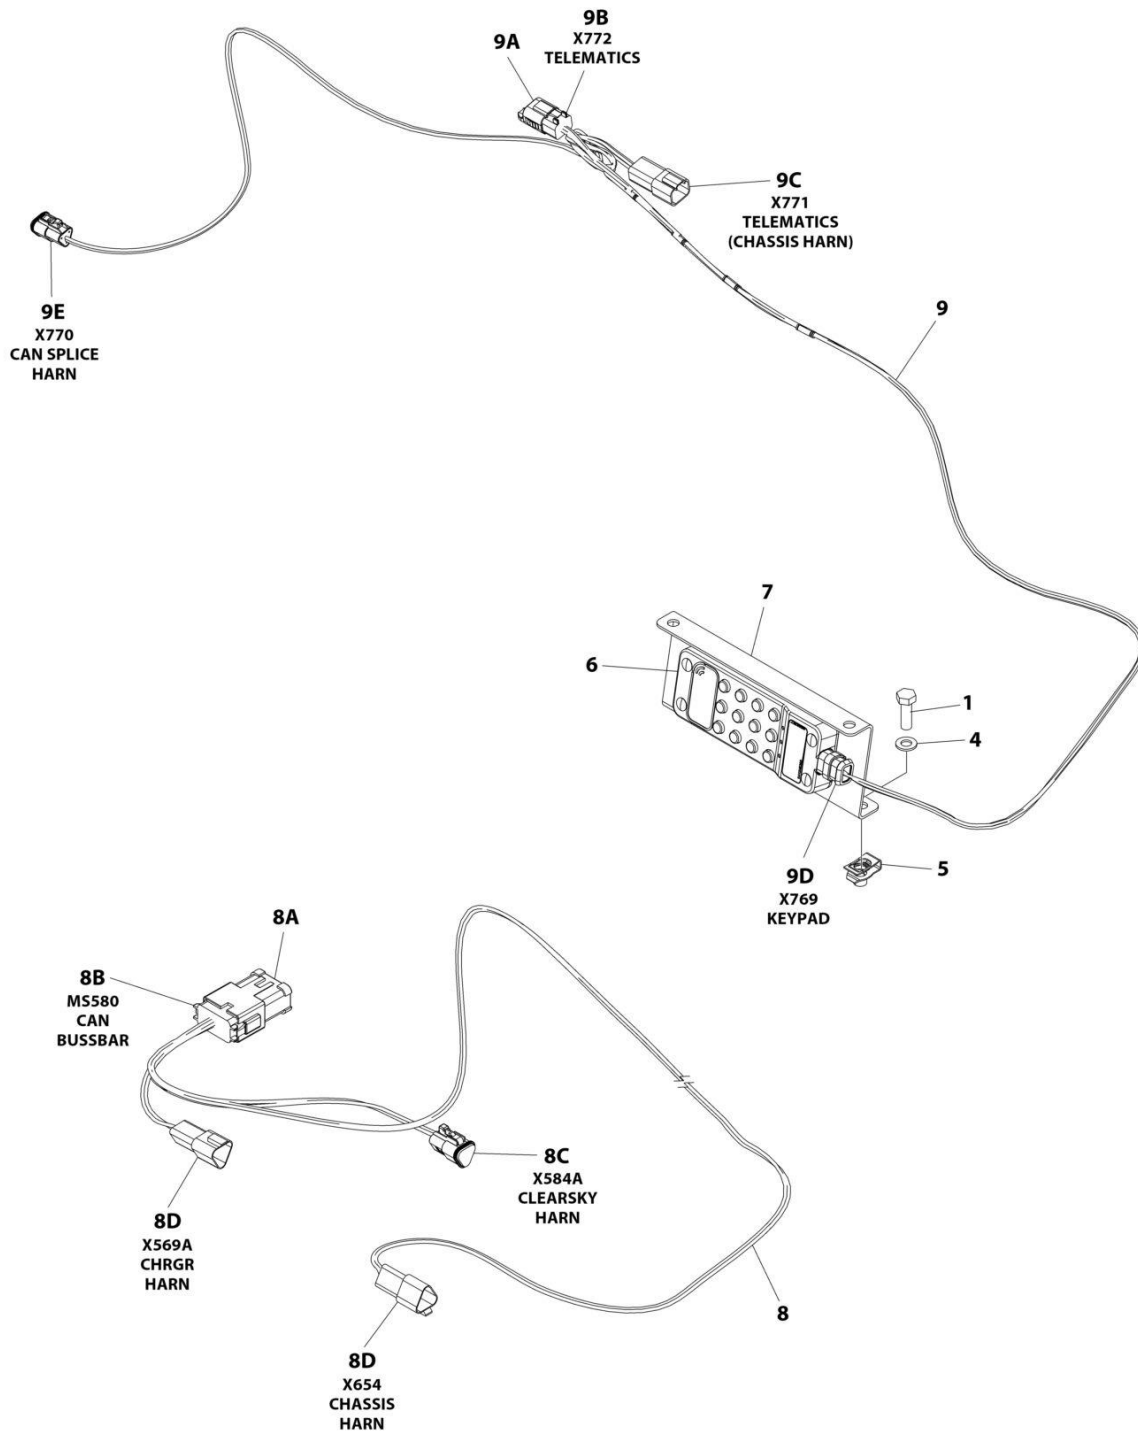 9B
X772
TELEMATICS
9A
9C
X771
TELEMATICS
(CHASSIS HARN)
9E
X770
CAN SPLICE
HARN
9
7
6
1
4
5
9D
X769
KEYPAD
8A
8B
MS580
CAN
BUSSBAR
8C
X584A
CLEARSKY
HARN
8D
X569A
CHRGR
HARN
8
8D
X654
CHASSIS
HARN